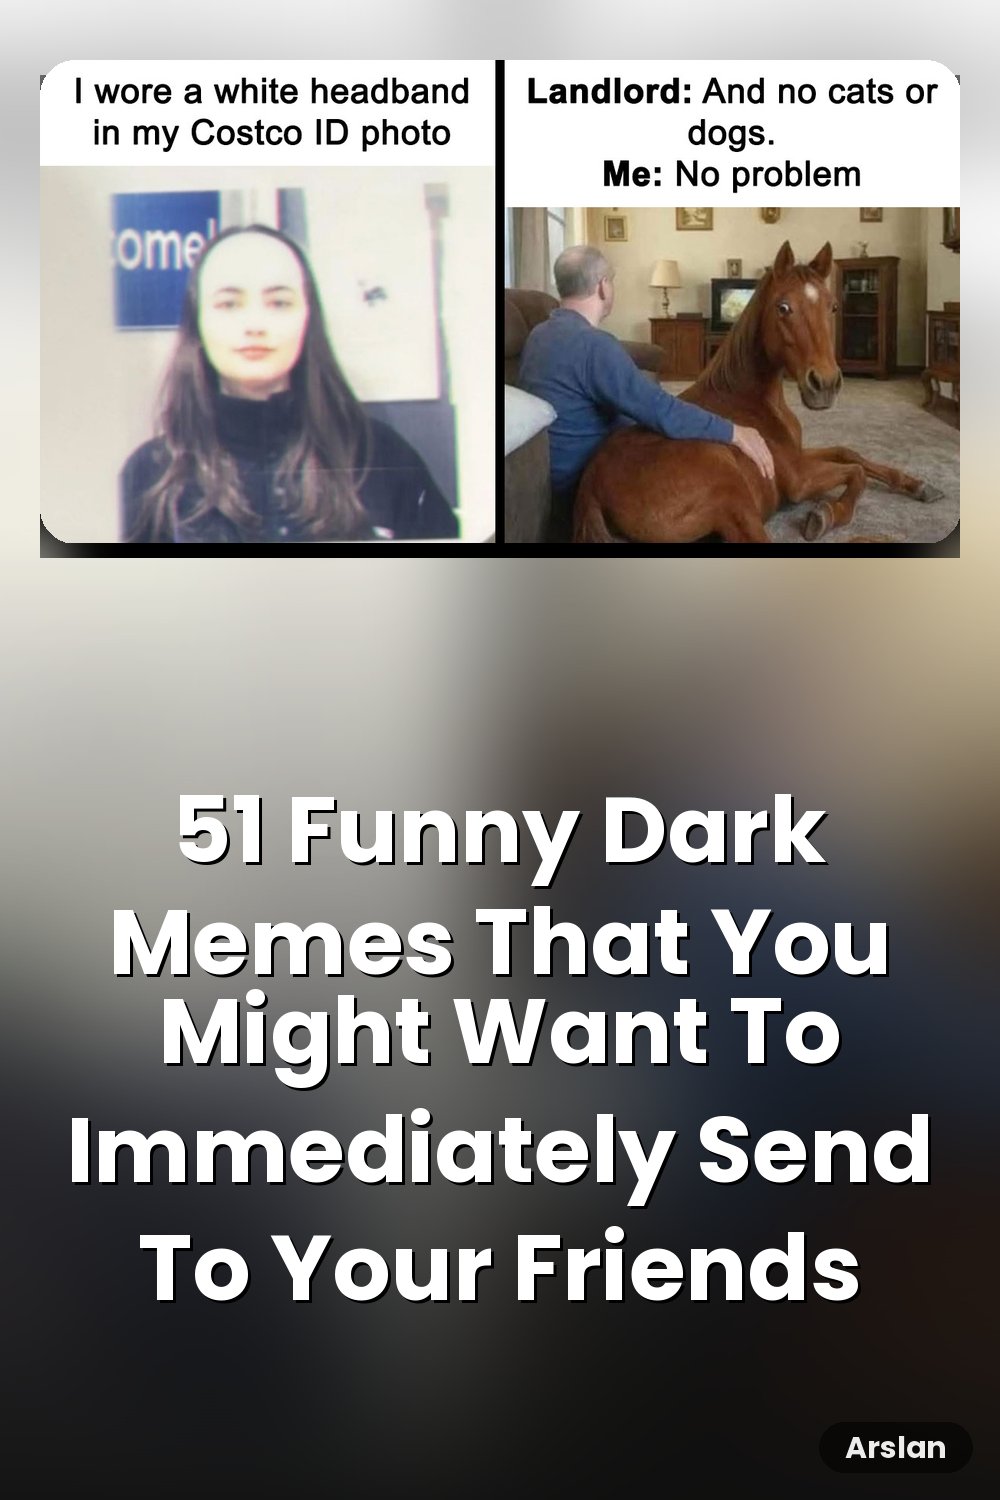 I wore a white headband
in my Costco ID photo
come!
Landlord: And no cats or
dogs.
Me: No problem
51 Funny Dark
Memes That You
Might Want To
Immediately Send
To Your Friends
Arslan